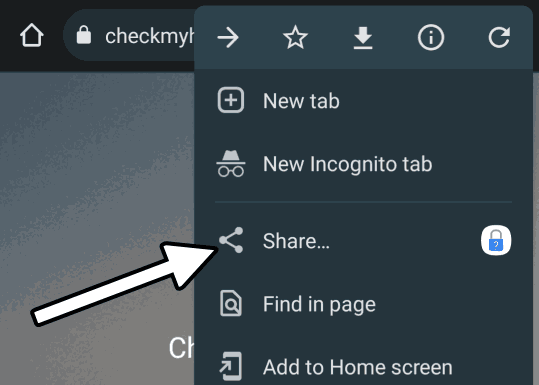 checkmyh
New tab
New Incognito tab
Share...
Find in page
Ch
Add to Home screen